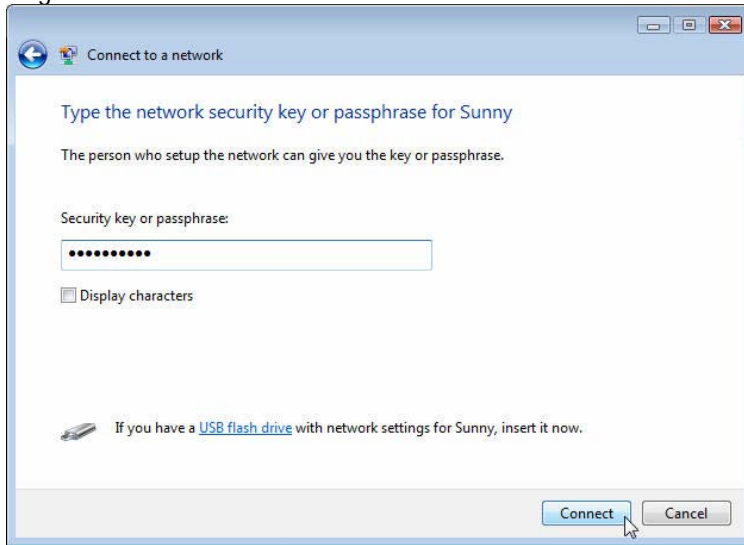 Connect to a network
Type the network security key or passphrase for Sunny
The person who setup the network can give you the key or passphrase.
Security key or passphrase:
••••••••••
Display characters
If you have a USB flash drive with network settings for Sunny, insert it now.
Connect
Cancel